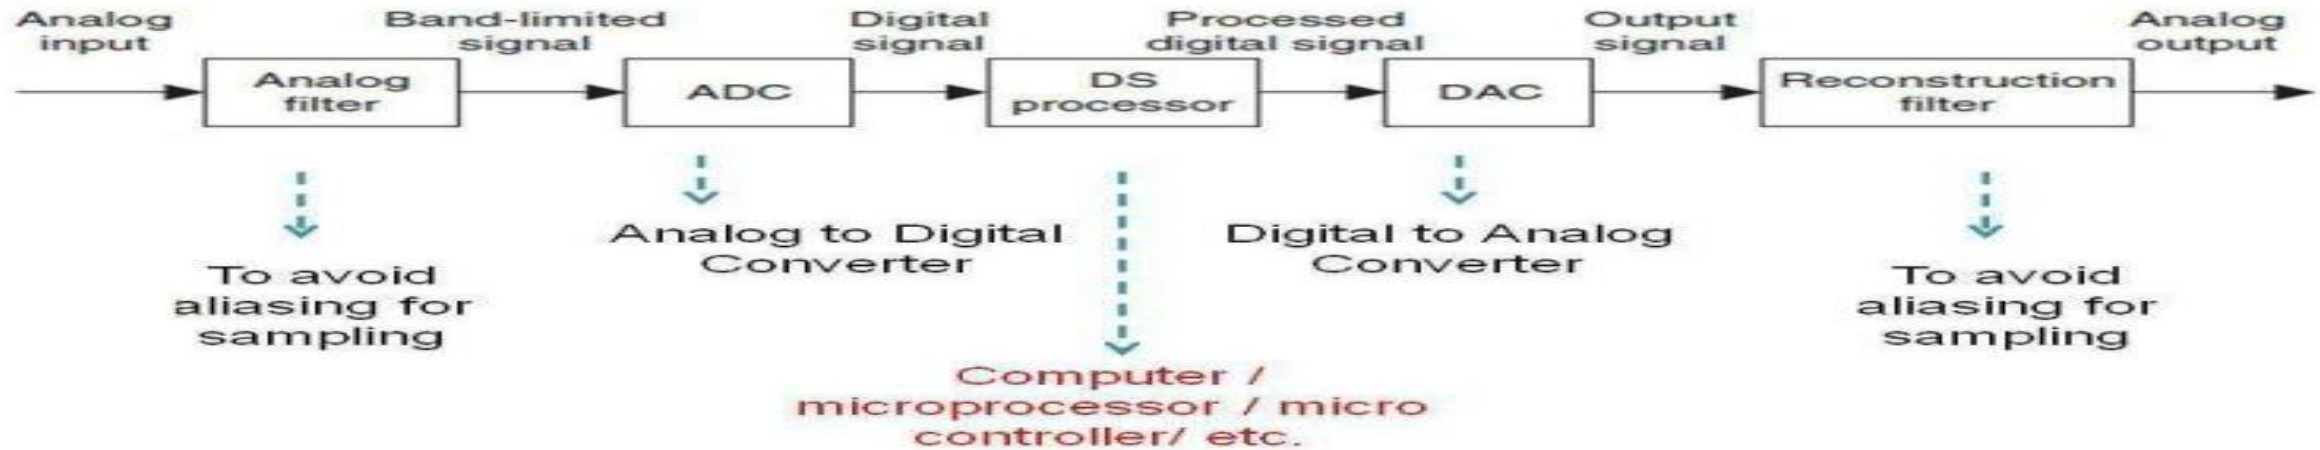 Analog
input
Band-limited
signal
Digital
signal
Processed
digital signal
Output
signal
Analog
output
Analog
filter
ADC
DS
processor
DAC
Reconstruction
filter
To avoid
aliasing for
sampling
Analog to Digital
Converter
Computer /
microprocessor / micro
controller/ etc.
Digital to Analog
Converter
To avoid
aliasing for
sampling